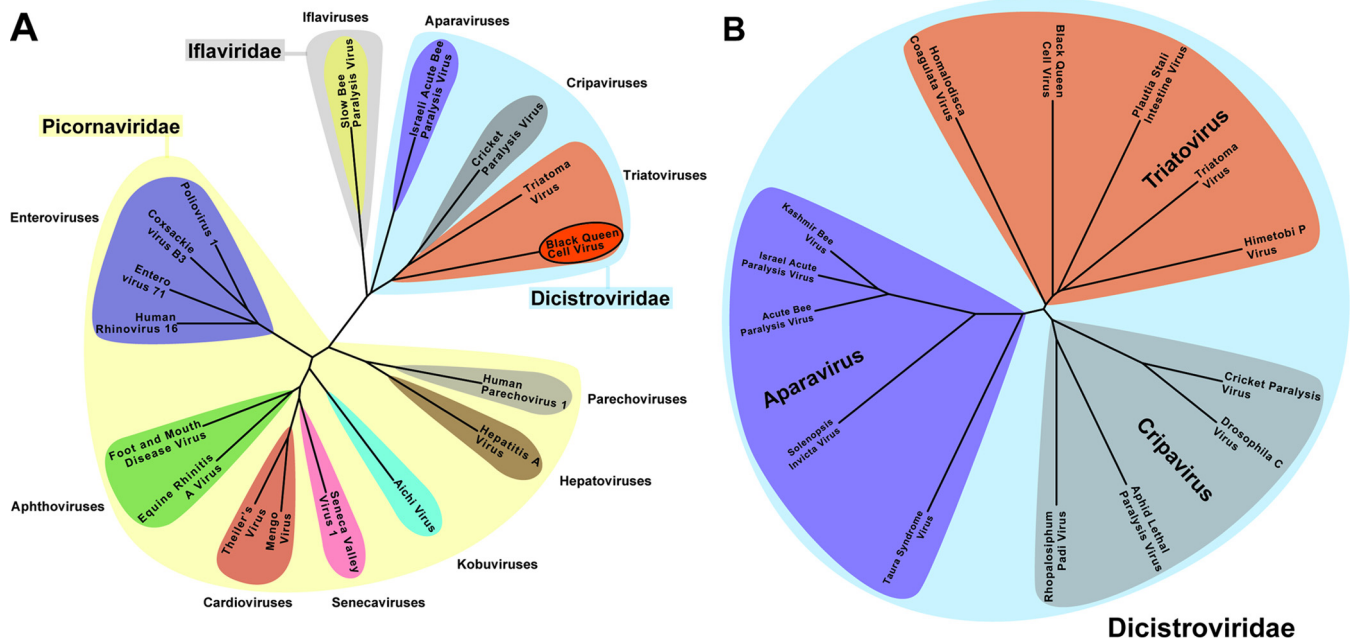 A
Iflaviruses
Iflaviridae
Slow Bee
Paralysis Virus
Aparaviruses
Israeli Acute Bee
Paralysis Virus
Cripaviruses
Cricket
Paralysis Virus
Triatoma
Virus
Triatoviruses
Black Queen
Cell Virus
Dicistroviridae
Picornaviridae
Enteroviruses
Poliovirus 1
Coxsackie
virus B3
Entero
virus 71
Human
Rhinovirus 16
Human
Parechovirus 1
Parechoviruses
Hepatitis A
Virus
Hepatoviruses
Foot and Mouth
Disease Virus
Equine Rhinitis
A Virus
Aphthoviruses
Theiler's
Virus
Mengo
Virus
Cardioviruses
Seneca Valley
Virus 1
Senecaviruses
Aichi Virus
Kobuviruses
B
Homalodisca
Coagulata Virus
Black Queen
Cell Virus
Plautia Stali
Intestine Virus
Triatovirus
Triatoma
Virus
Himetobi P
Virus
Kashmir Bee
Virus
Israel Acute
Paralysis Virus
Acute Bee
Paralysis Virus
Aparavirus
Solenopsis
Invicta Virus
Taura Syndrome
Virus
Cricket Paralysis
Virus
Drosophila C
Virus
Cripavirus
Aphid Lethal
Paralysis Virus
Rhopalosiphum
Padi Virus
Dicistroviridae